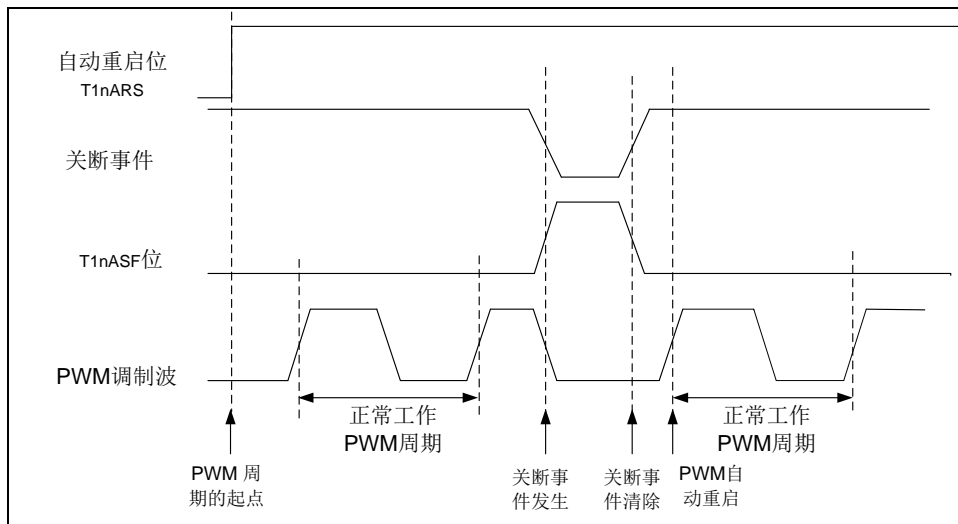 自动重启位
T1nARS
关断事件
T1nASF位
PWM调制波
正常工作
PWM周期
正常工作
PWM周期
PWM 周
期的起点
关断事
件发生
关断事
件清除
PWM自
动重启